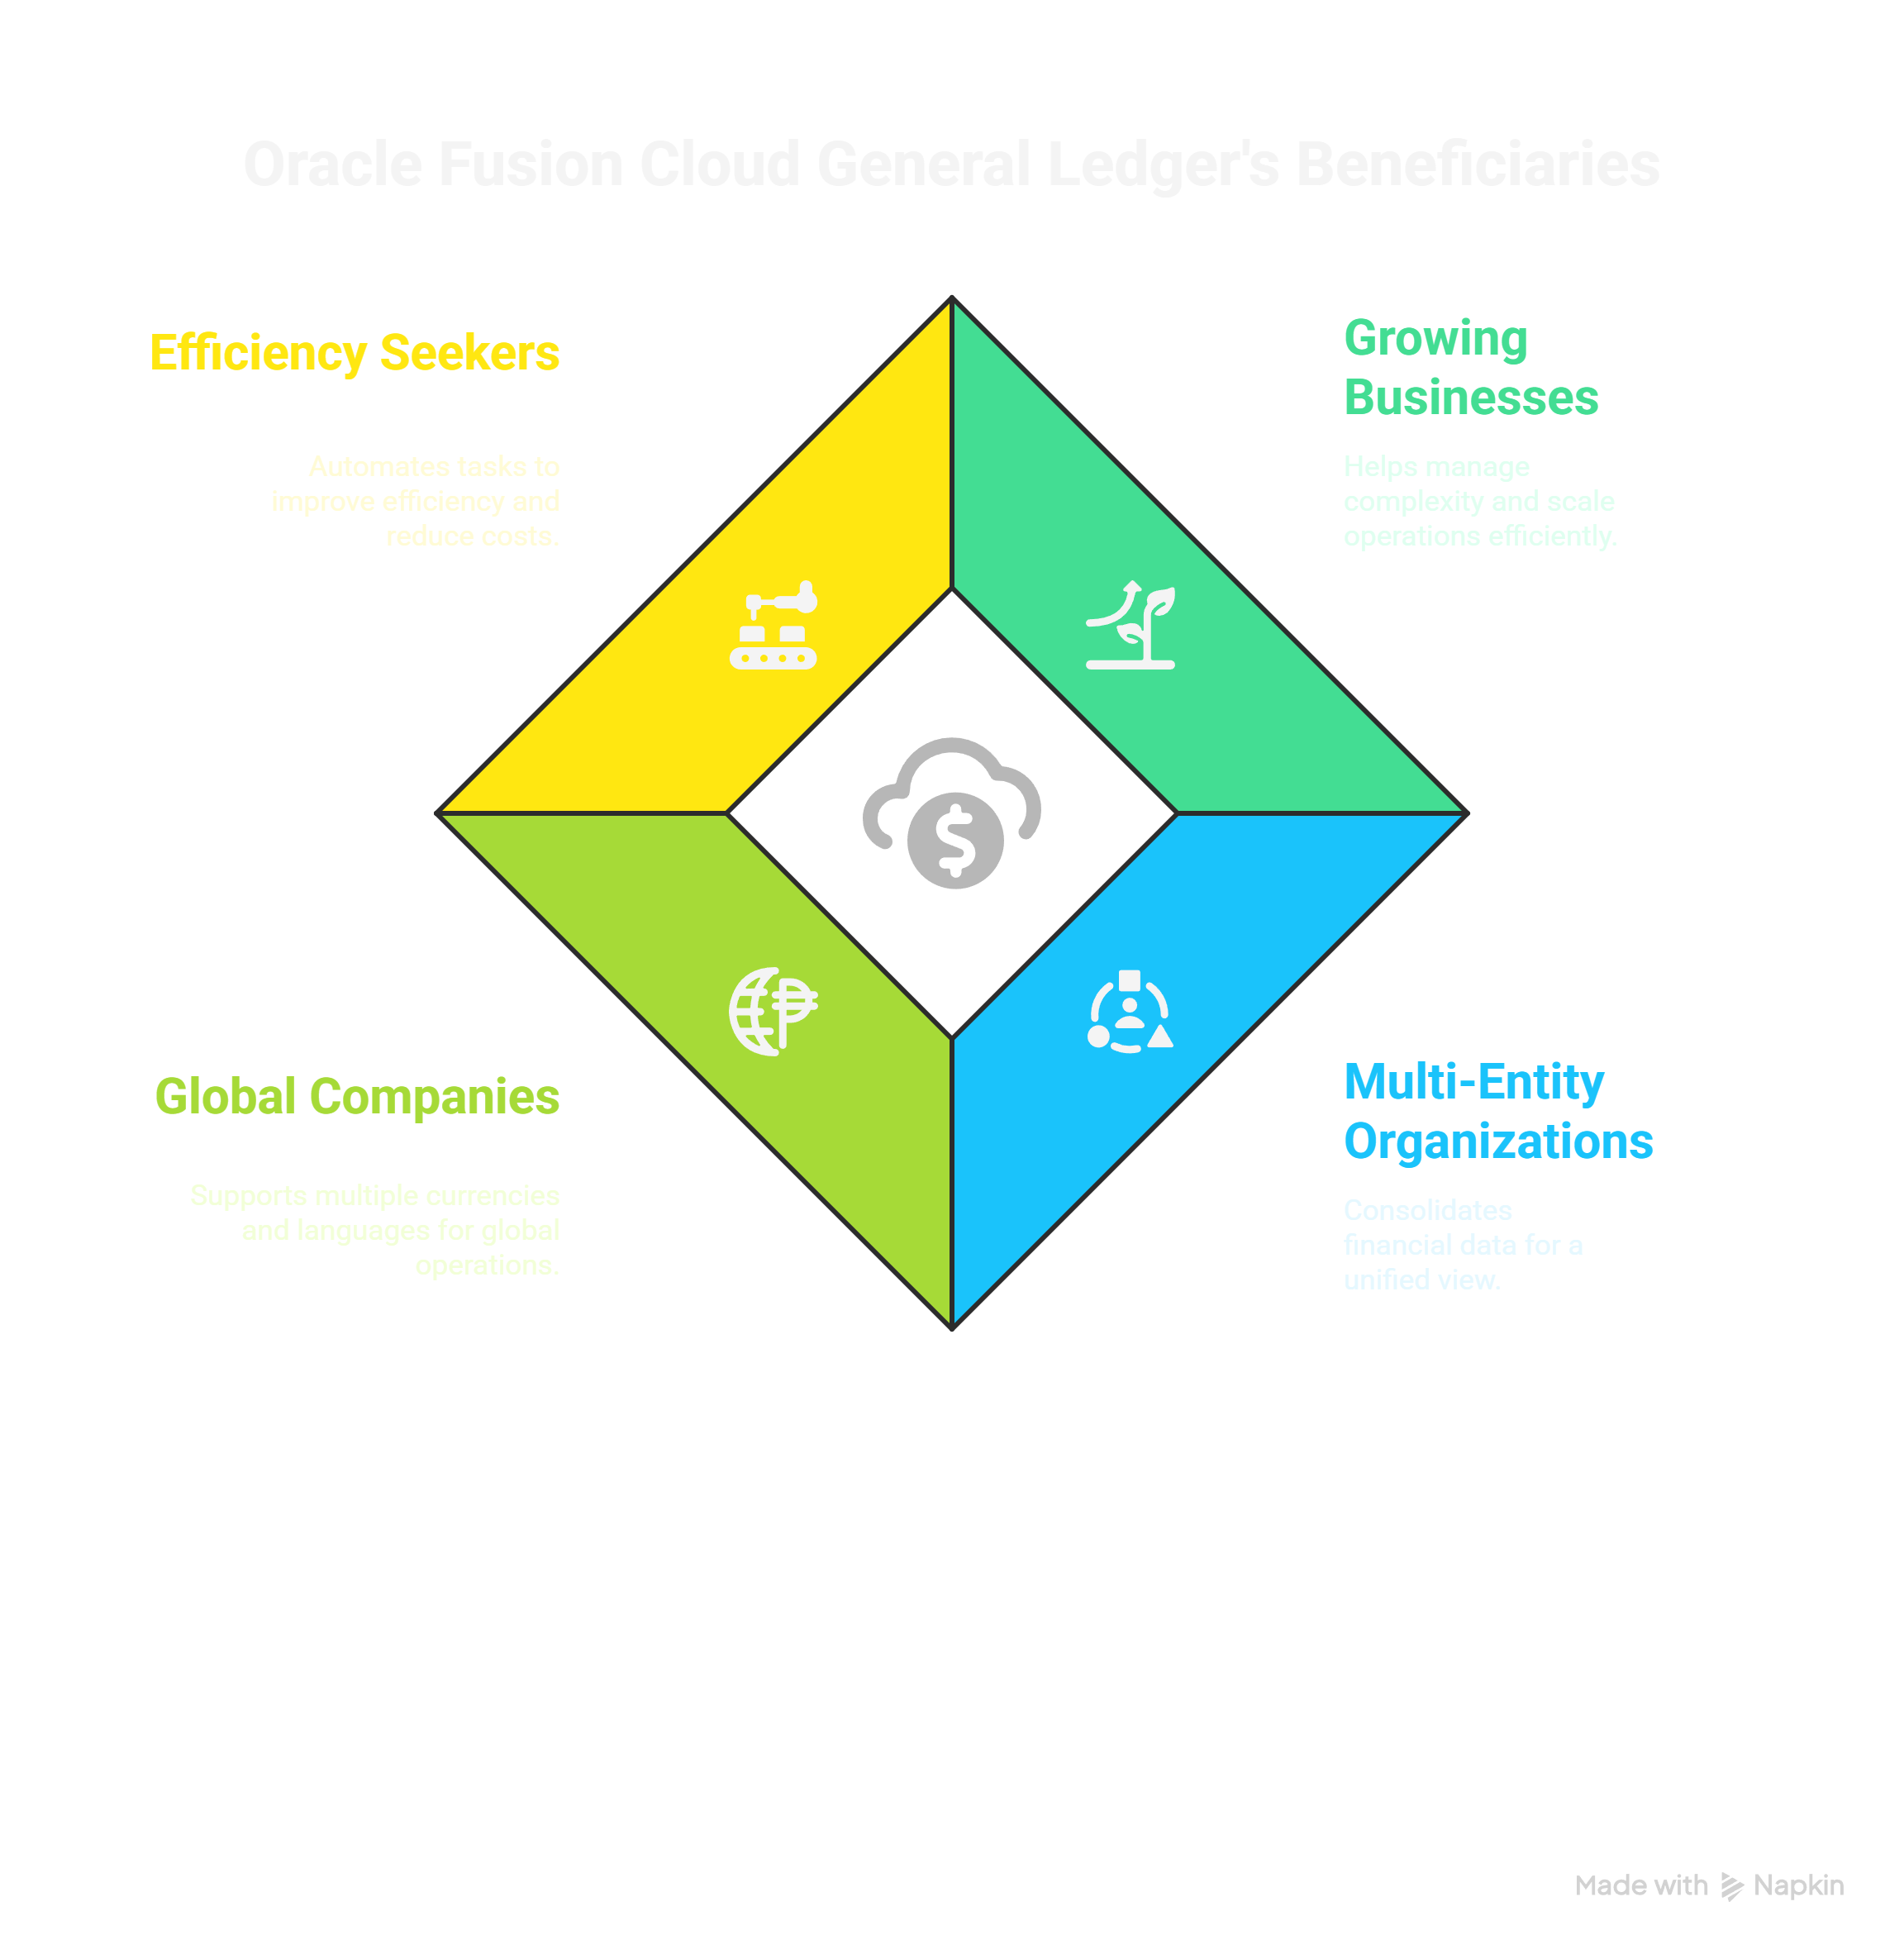 Oracle Fusion Cloud General Ledger's Beneficiaries
Efficiency Seekers
Automates tasks to
improve efficiency and
reduce costs.
Growing
Businesses
Helps manage
complexity and scale
operations efficiently.
$
Global Companies
Supports multiple currencies
and languages for global
operations.
Multi-Entity
Organizations
Consolidates
financial data for a
unified view.
Made with Napkin